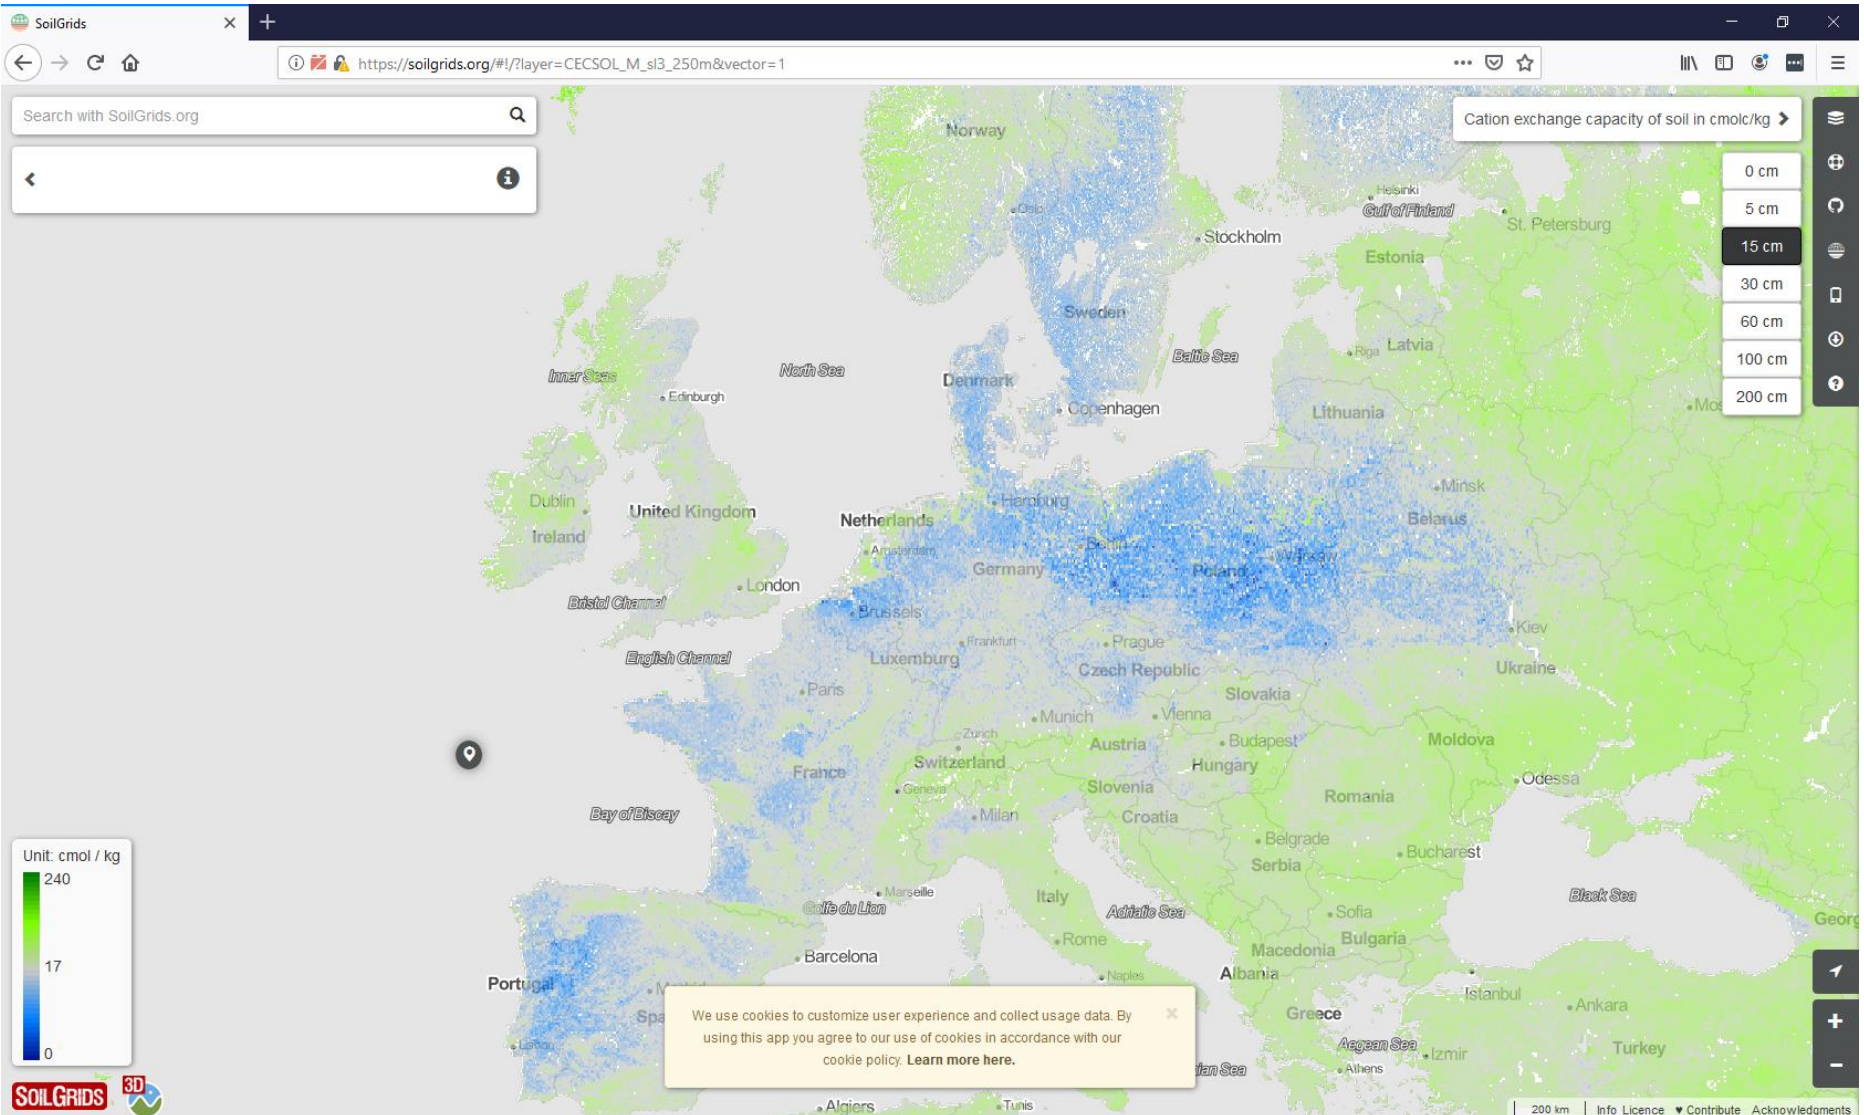 SoilGrids
https://soilgrids.org/#!/?layer=CECSOL_M_sl3_250m&vector=1
Search with SoilGrids.org
Cation exchange capacity of soil in cmolc/kg
0 cm
5 cm
15 cm
30 cm
60 cm
100 cm
200 cm
Norway
Helsinki
Oslo
Gulf of Finland
St. Petersburg
Stockholm
Estonia
Sweden
Baltic Sea
Riga
Latvia
North Sea
Inner Seas
Denmark
Edinburgh
Copenhagen
Lithuania
Minsk
Dublin
United Kingdom
Hamburg
Netherlands
Belarus
Ireland
Amsterdam
Berlin
Warsaw
Germany
Poland
London
Bristol Channel
Brussels
Kiev
Frankfurt
Prague
English Channel
Luxemburg
Czech Republic
Ukraine
Paris
Slovakia
Munich
Vienna
Zurich
Austria
Budapest
Moldova
Switzerland
Hungary
France
Odessa
Geneva
Slovenia
Romania
Bay of Biscay
Milan
Croatia
Belgrade
Bucharest
Serbia
Marseille
Italy
Black Sea
Golfe du Lion
Adriatic Sea
Sofia
Georg
Rome
Bulgaria
Macedonia
Barcelona
Naples
Albania
Portugal
Istanbul
Ankara
Spa
Greece
Lisbon
Aegean Sea
Izmir
Turkey
Athens
ian Sea
Algiers
Tunis
Unit: cmol / kg
240
17
0
We use cookies to customize user experience and collect usage data. By
using this app you agree to our use of cookies in accordance with our
cookie policy. Learn more here.
SOILGRIDS
3D
200 km
Info Licence ♥ Contribute Acknowledgments